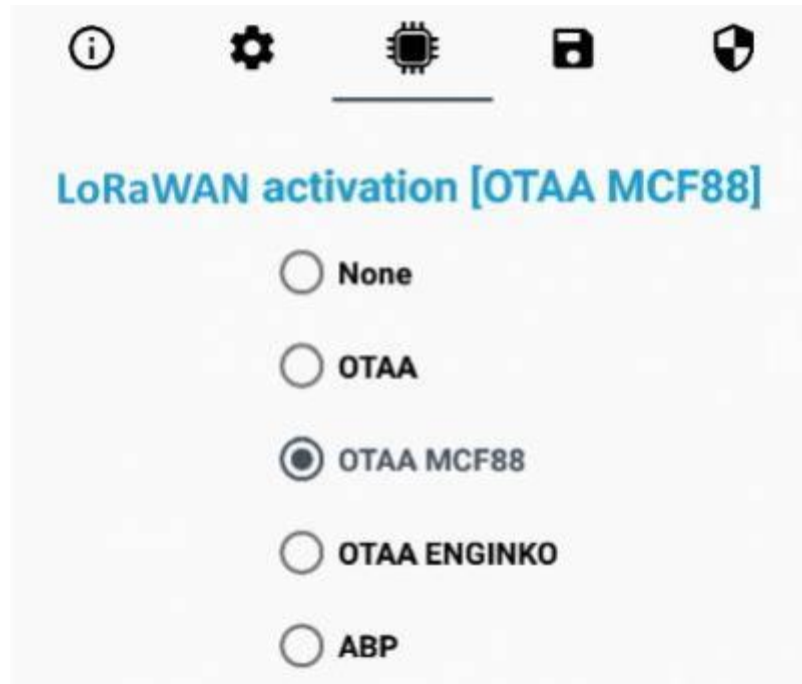 LoRaWAN activation [OTAA MCF88]
None
OTAA
OTAA MCF88
OTAA ENGINKO
ABP